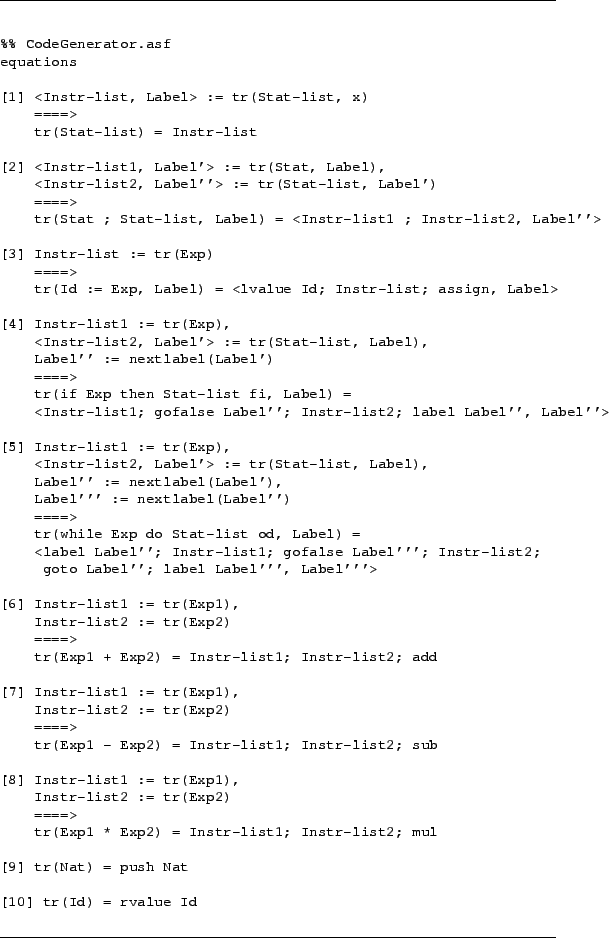 %% CodeGenerator.asf
equations
[1] <Instr-list, Label> := tr(Stat-list, x)
====>
tr(Stat-list) = Instr-list
[2] <Instr-list1, Label'> := tr(Stat, Label),
<Instr-list2, Label''> := tr(Stat-list, Label')
====>
tr(Stat ; Stat-list, Label) = <Instr-list1 ; Instr-list2, Label''>
[3] Instr-list := tr(Exp)
====>
tr(Id := Exp, Label) = <lvalue Id; Instr-list; assign, Label>
[4] Instr-list1 := tr(Exp),
<Instr-list2, Label'> := tr(Stat-list, Label),
Label'' := nextlabel(Label')
====>
tr(if Exp then Stat-list fi, Label) =
<Instr-list1; gofalse Label''; Instr-list2; label Label'', Label''>
[5] Instr-list1 := tr(Exp),
<Instr-list2, Label'> := tr(Stat-list, Label),
Label'' := nextlabel(Label'),
Label''' := nextlabel(Label'')
====>
tr(while Exp do Stat-list od, Label) =
<label Label''; Instr-list1; gofalse Label'''; Instr-list2;
goto Label''; label Label''', Label'''>
[6] Instr-list1 := tr(Exp1),
Instr-list2 := tr(Exp2)
====>
tr(Exp1 + Exp2) = Instr-list1; Instr-list2; add
[7] Instr-list1 := tr(Exp1),
Instr-list2 := tr(Exp2)
====>
tr(Exp1 - Exp2) = Instr-list1; Instr-list2; sub
[8] Instr-list1 := tr(Exp1),
Instr-list2 := tr(Exp2)
====>
tr(Exp1 * Exp2) = Instr-list1; Instr-list2; mul
[9] tr(Nat) = push Nat
[10] tr(Id) = rvalue Id